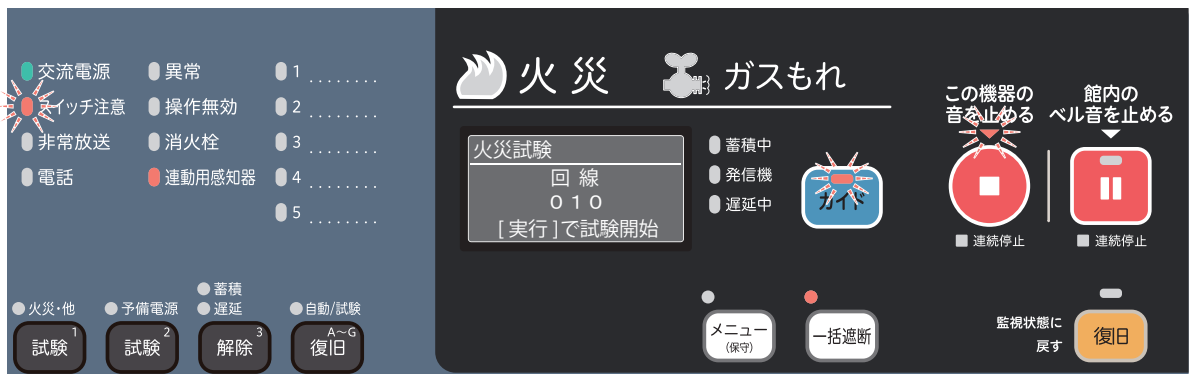 交流電源
スイッチ注意
非常放送
電話
異常
操作無効
消火栓
連動用感知器
1 ........
2 ........
3 ........
4 ........
5 ........
火災・他
試験 1
予備電源
試験 2
蓄積
遅延
解除 3
自動/試験
A〜G
復旧
火災
ガスもれ
火災試験
回線
010
[実行]で試験開始
蓄積中
発信機
遅延中
ガイド
メニュー
(保守)
一括遮断
この機器の
音を止める
連続停止
館内の
ベル音を止める
連続停止
監視状態に
戻す
復旧